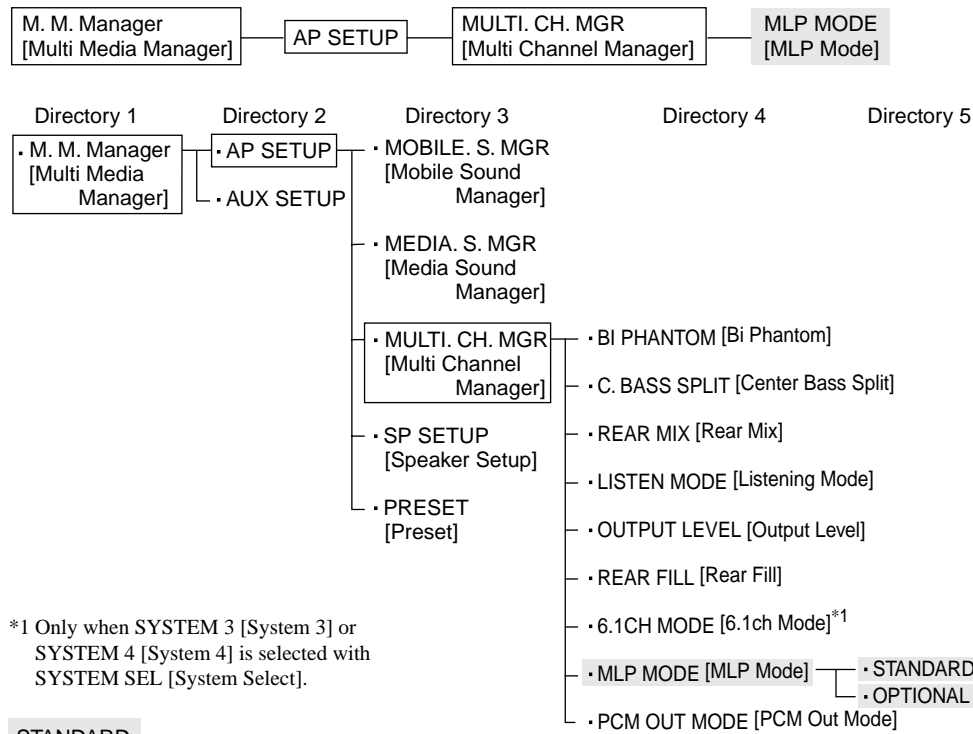 M. M. Manager
[Multi Media Manager]
AP SETUP
MULTI. CH. MGR
[Multi Channel Manager]
MLP MODE
[MLP Mode]
Directory 1 Directory 2 Directory 3 Directory 4 Directory 5
· M. M. Manager
[Multi Media
Manager]
· AP SETUP
· AUX SETUP
· MOBILE. S. MGR
[Mobile Sound
Manager]
· MEDIA. S. MGR
[Media Sound
Manager]
· MULTI. CH. MGR
[Multi Channel
Manager]
· SP SETUP
[Speaker Setup]
· PRESET
[Preset]
· BI PHANTOM [Bi Phantom]
· C. BASS SPLIT [Center Bass Split]
· REAR MIX [Rear Mix]
· LISTEN MODE [Listening Mode]
· OUTPUT LEVEL [Output Level]
· REAR FILL [Rear Fill]
· 6.1CH MODE [6.1ch Mode]*1
· MLP MODE [MLP Mode]
· STANDARD
· OPTIONAL
· PCM OUT MODE [PCM Out Mode]
*1 Only when SYSTEM 3 [System 3] or
SYSTEM 4 [System 4] is selected with
SYSTEM SEL [System Select].
STANDARD